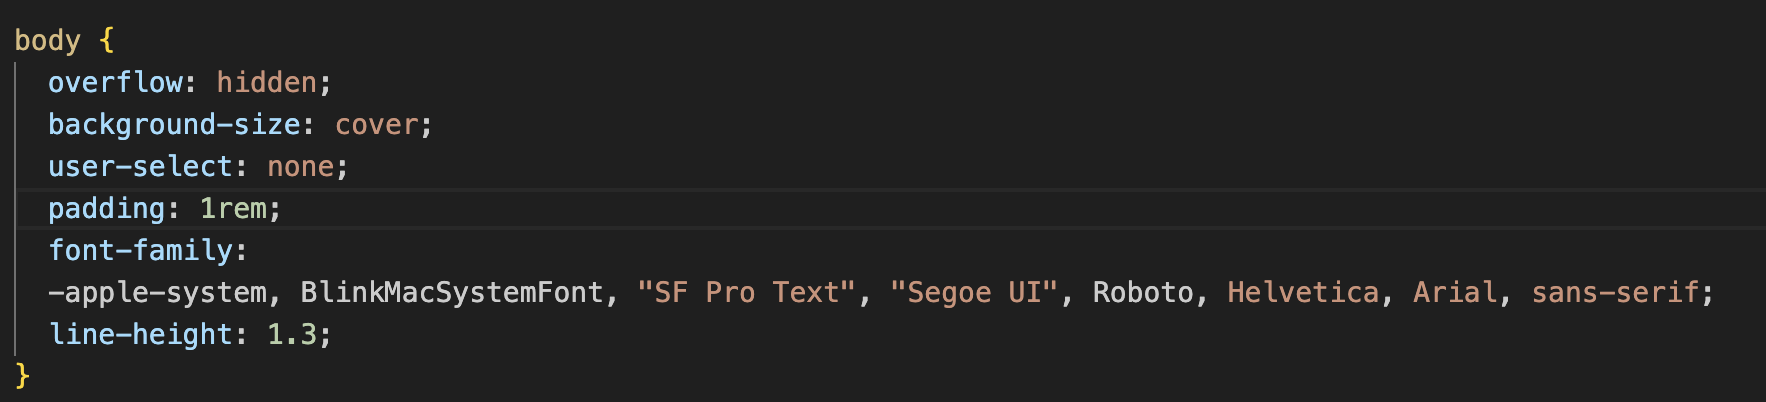 body {
  overflow: hidden;
  background-size: cover;
  user-select: none;
  padding: 1rem;
  font-family:
  -apple-system, BlinkMacSystemFont, "SF Pro Text", "Segoe UI", Roboto, Helvetica, Arial, sans-serif;
  line-height: 1.3;
}